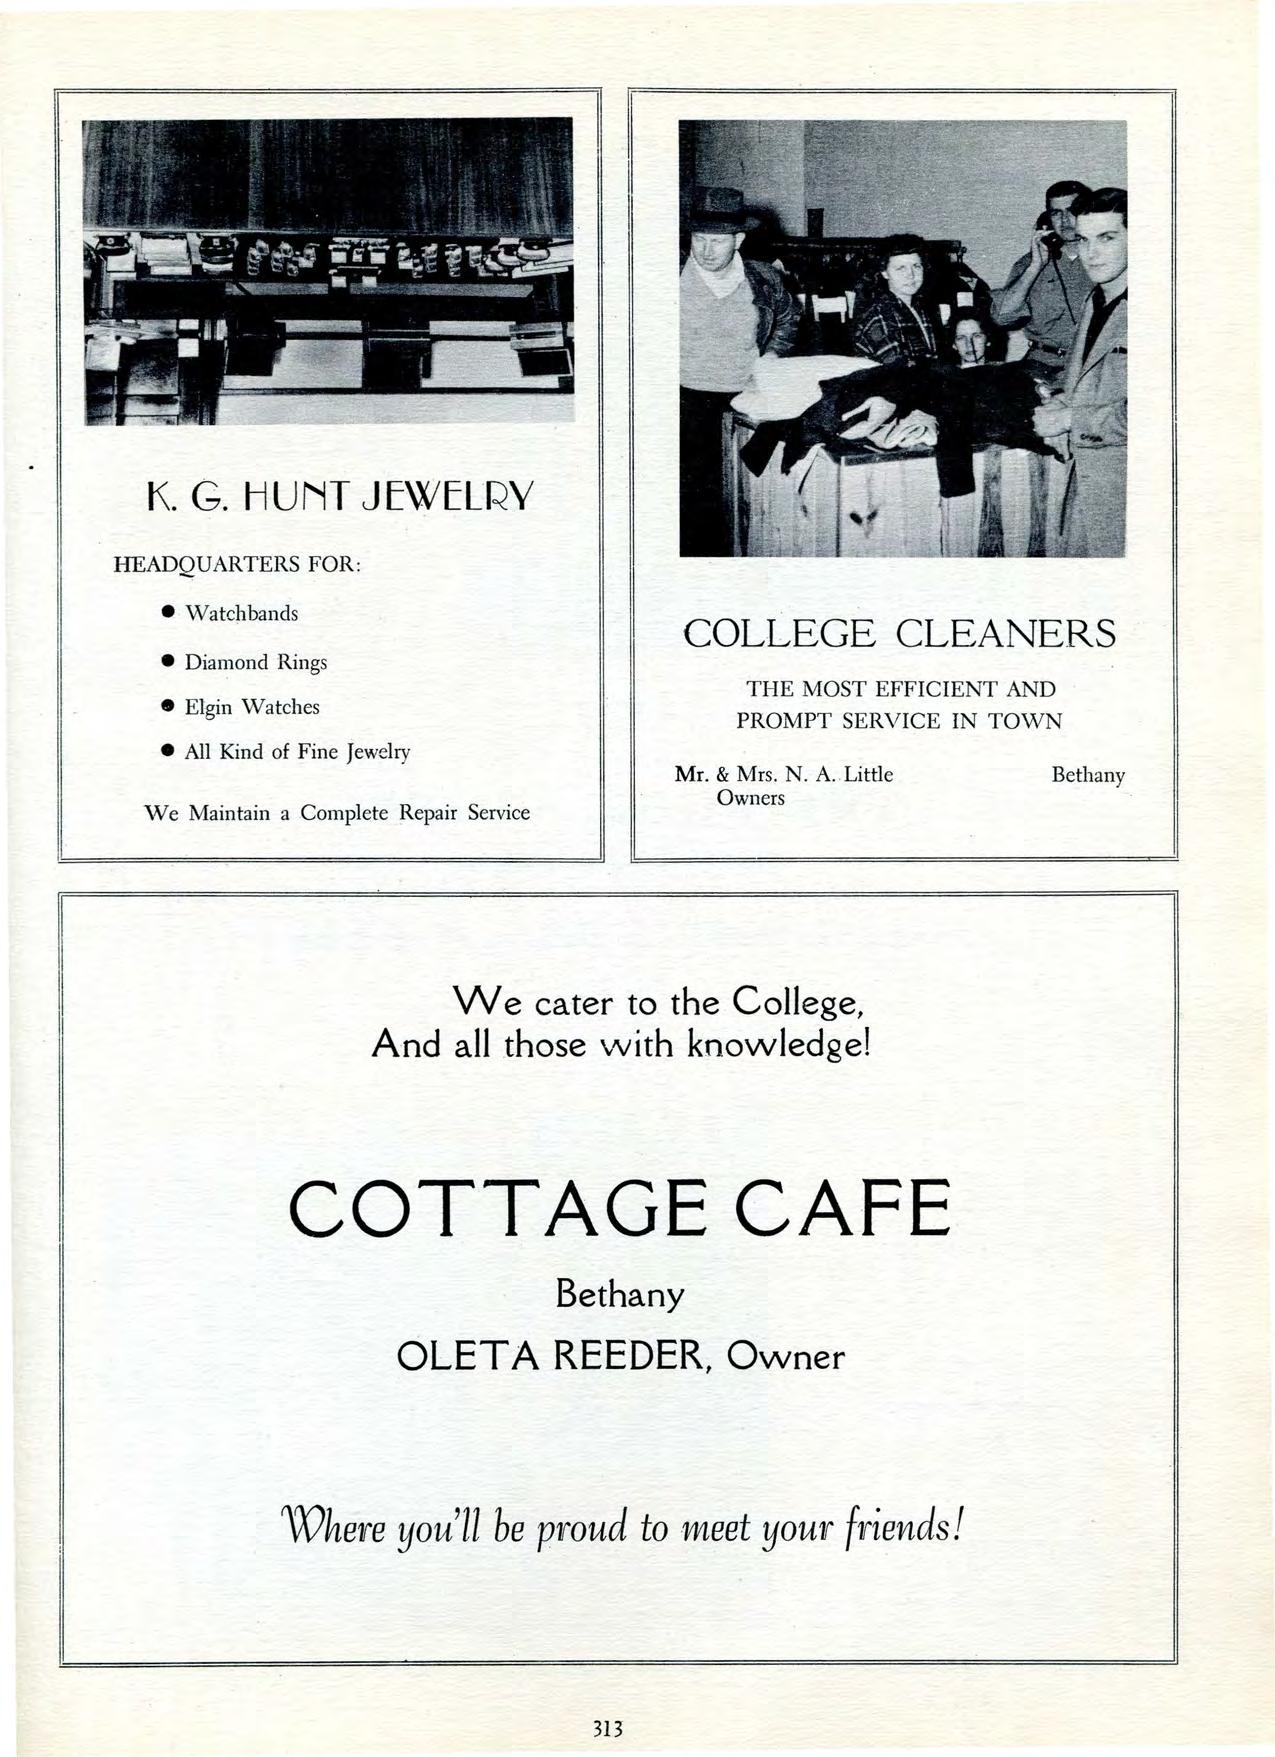 K. G. HUNT JEWELRY
HEADQUARTERS FOR:
● Watchbands
● Diamond Rings
● Elgin Watches
● All Kind of Fine Jewelry
We Maintain a Complete Repair Service
COLLEGE CLEANERS
THE MOST EFFICIENT AND
PROMPT SERVICE IN TOWN
Mr. & Mrs. N. A. Little Bethany
Owners
We cater to the College,
And all those with knowledge!
COTTAGE CAFE
Bethany
OLETA REEDER, Owner
Where you'll be proud to meet your friends!
313